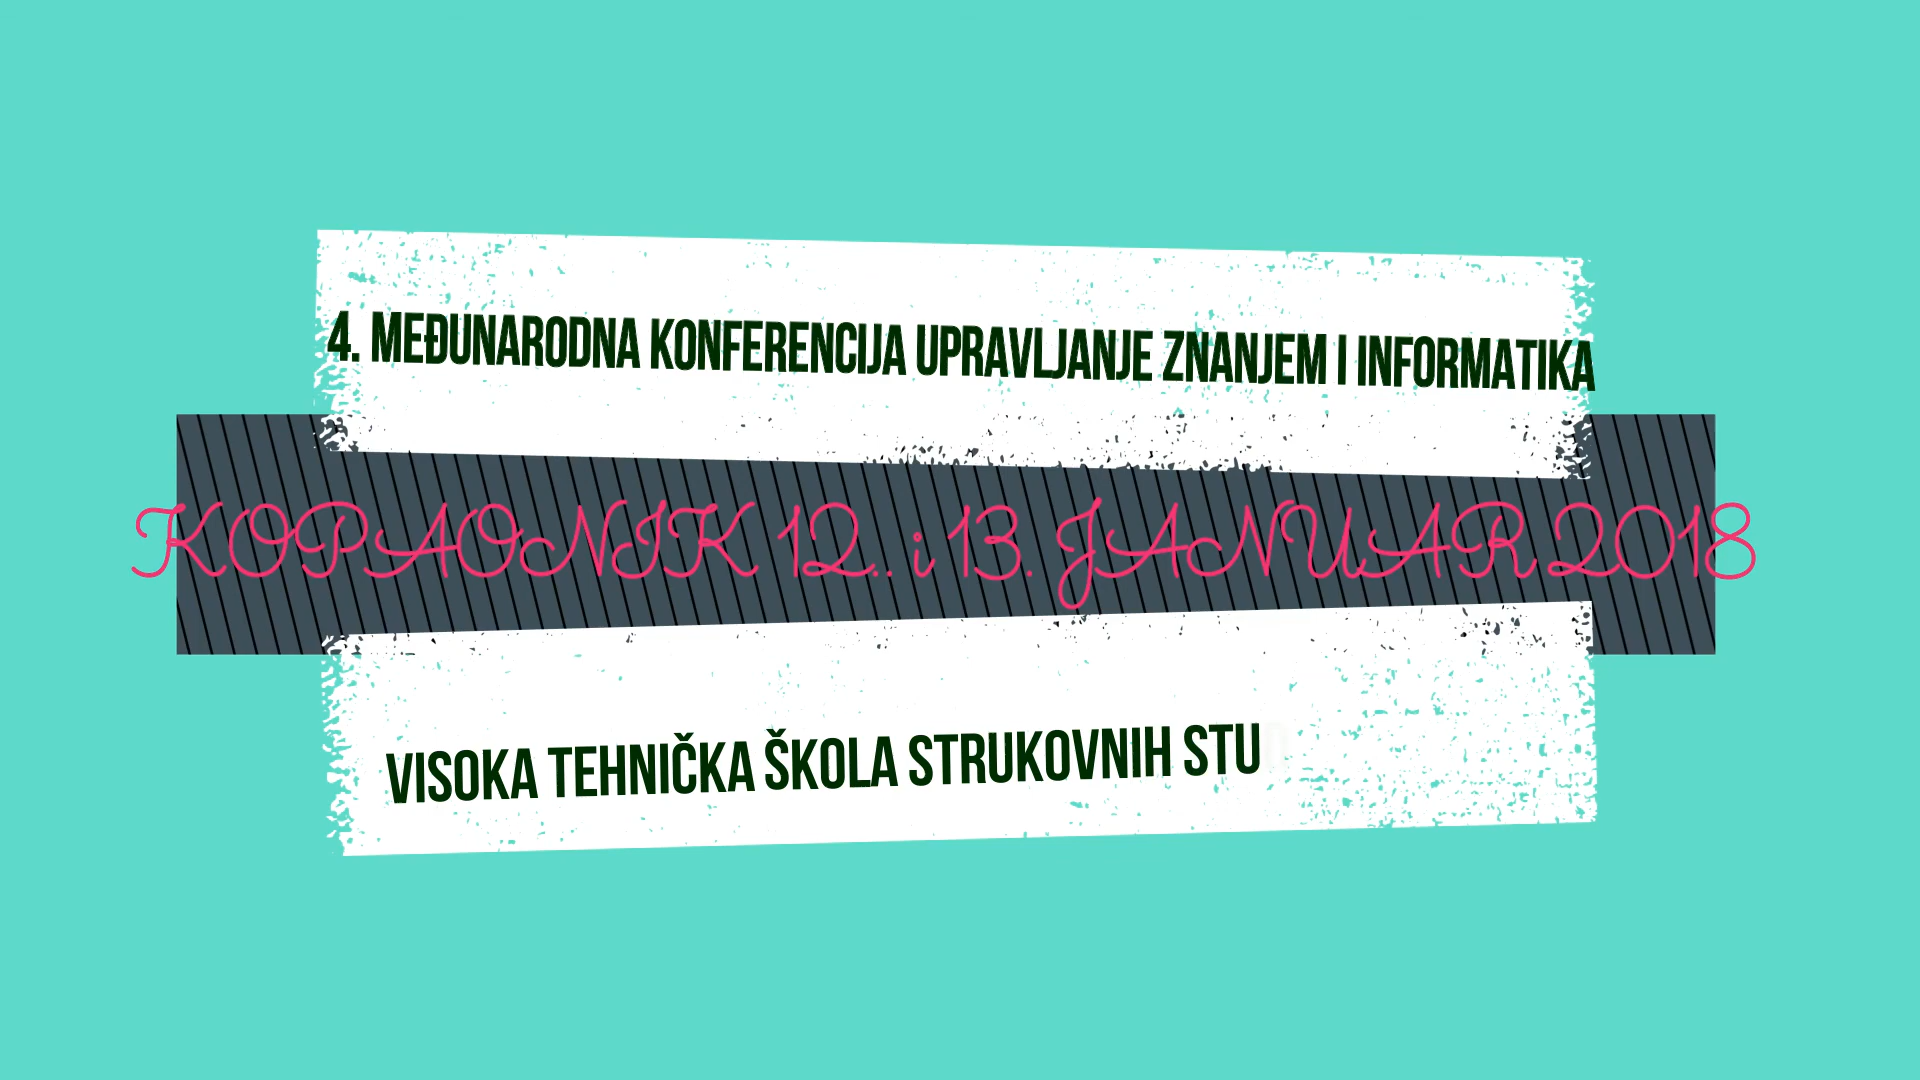 4. MEĐUNARODNA KONFERENCIJA UPRAVLJANJE ZNANJEM I INFORMATIKA
KOPAONIK 12.. i 13. JANUAR 2018
VISOKA TEHNIČKA ŠKOLA STRUKOVNIH STU